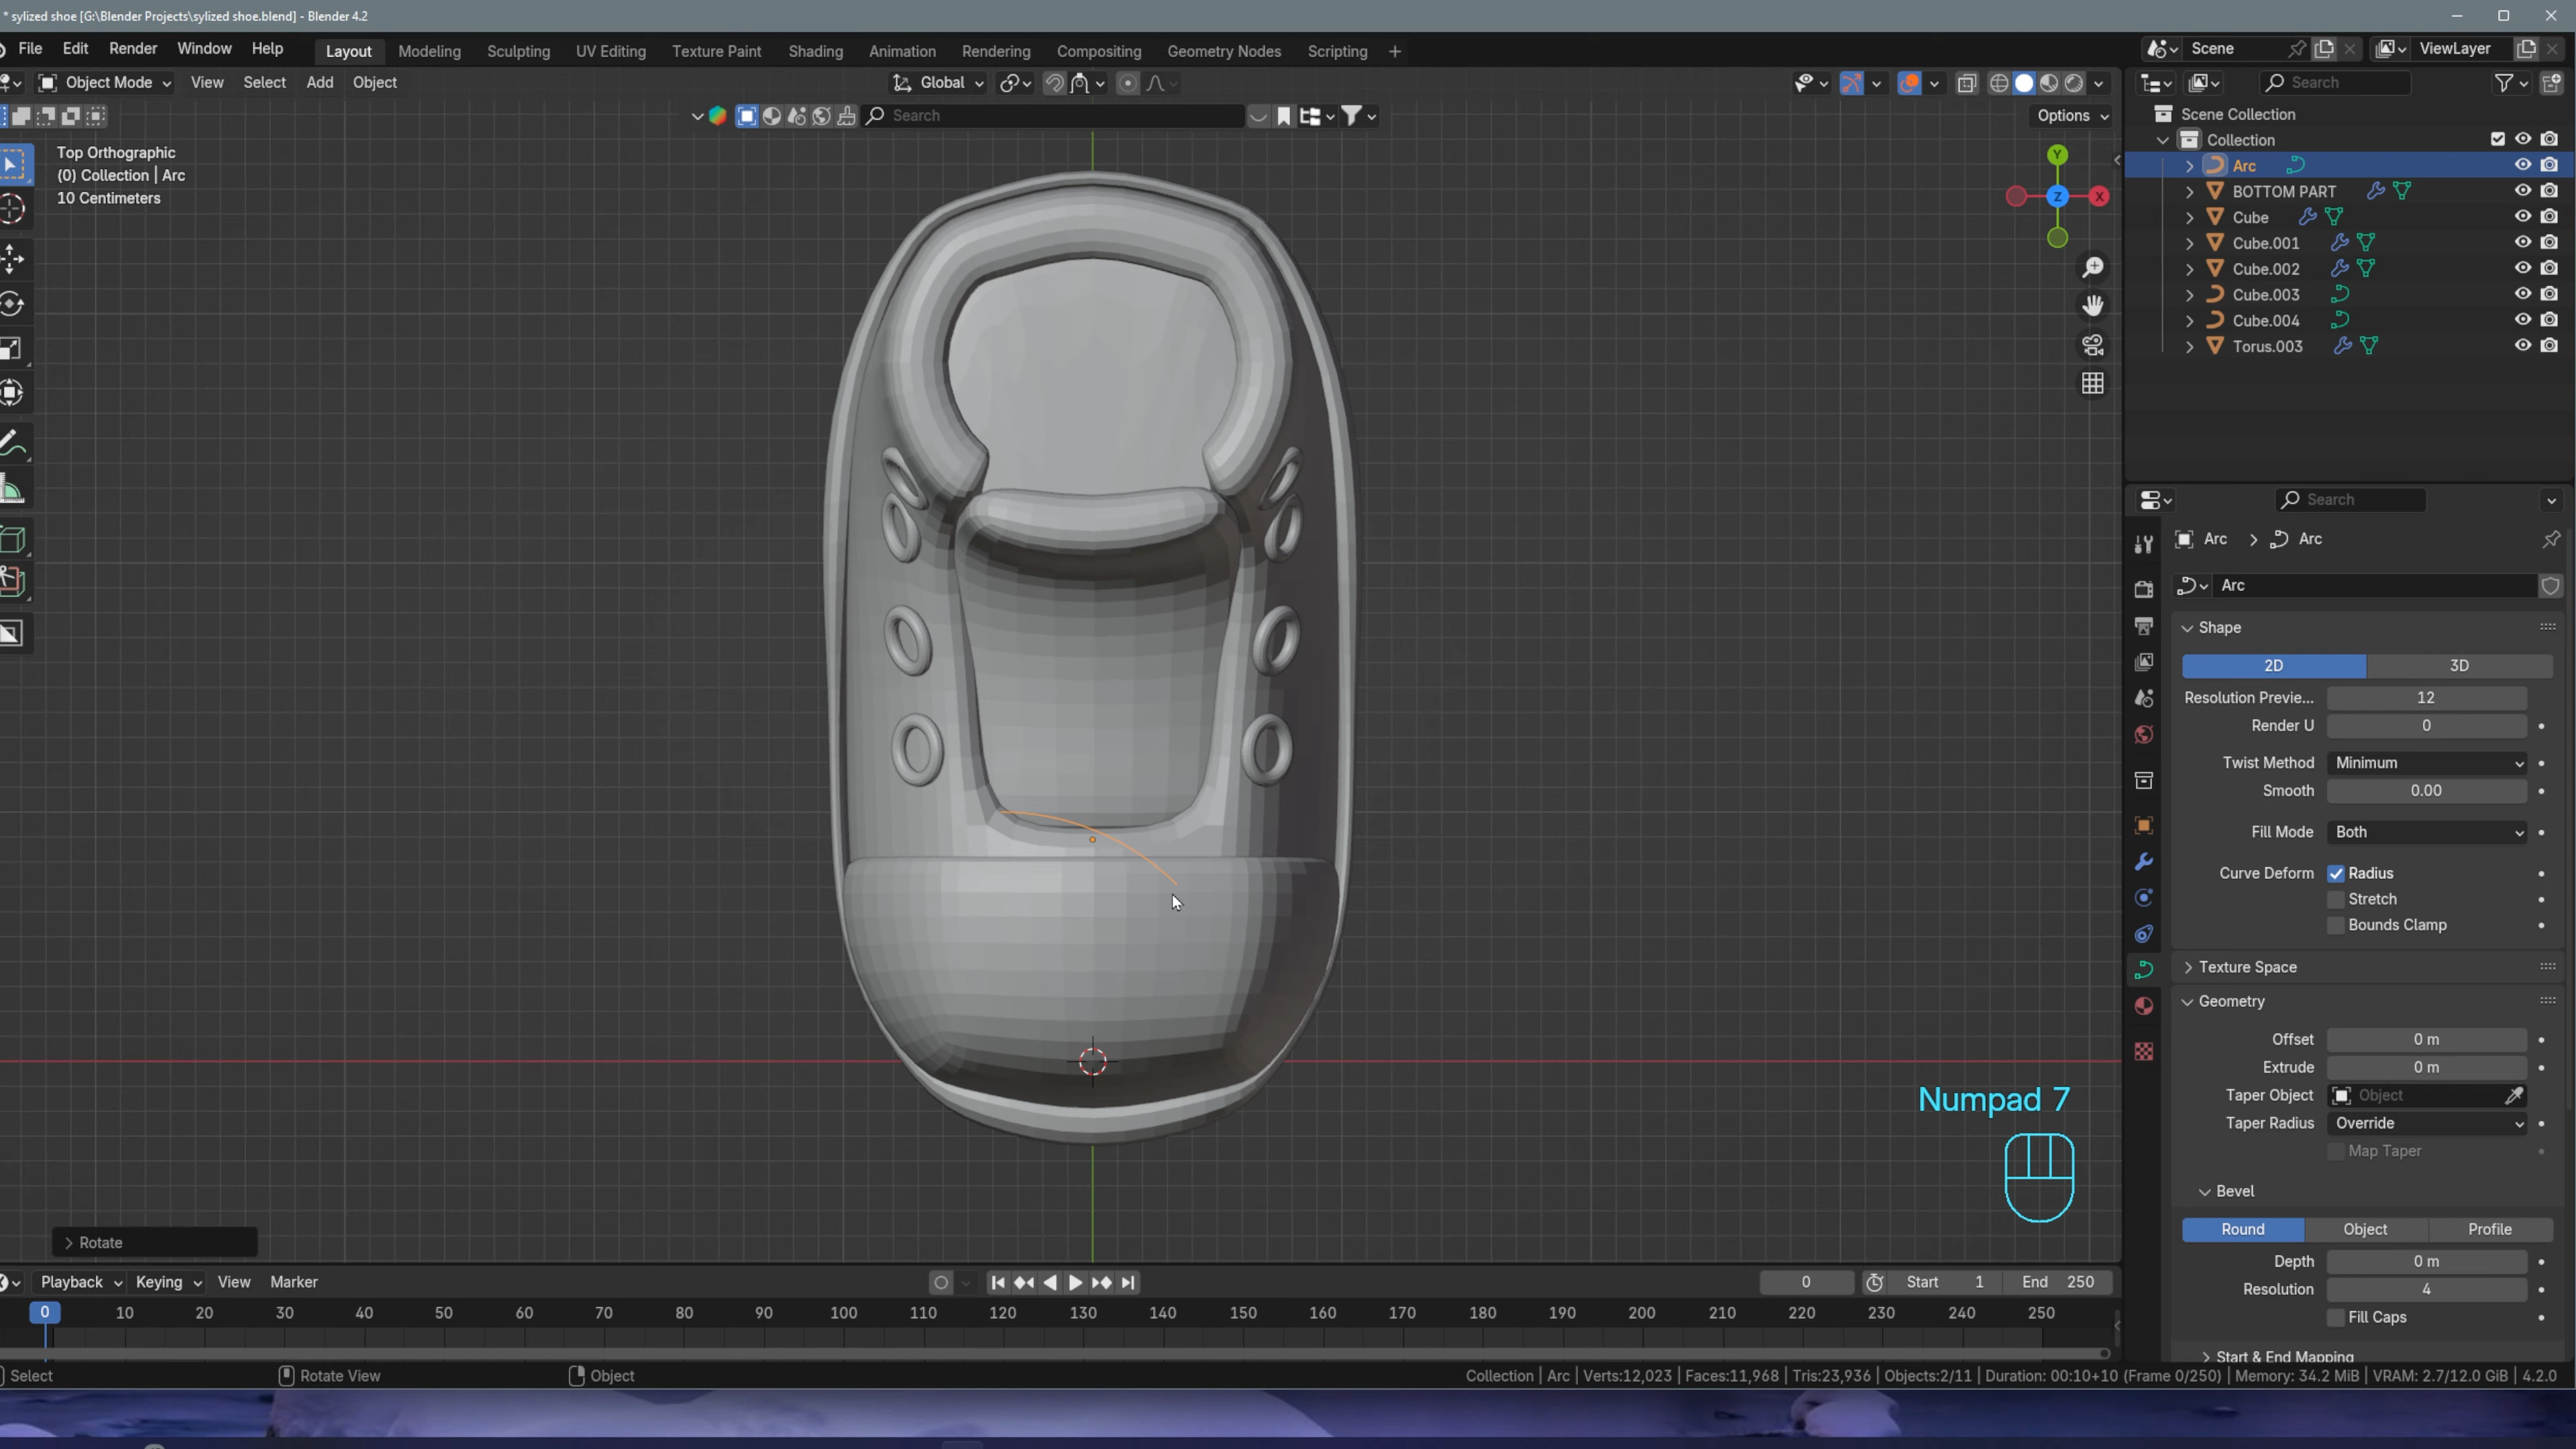 * sylized shoe [G:\Blender Projects\sylized shoe.blend] - Blender 4.2
File Edit Render Window Help Layout Modeling Sculpting UV Editing Texture Paint Shading Animation Rendering Compositing Geometry Nodes Scripting + Scene ViewLayer
Object Mode View Select Add Object Global Search
Search Options
Top Orthographic
(0) Collection | Arc
10 Centimeters
Y
Z X
Scene Collection
Collection
Arc
BOTTOM PART
Cube
Cube.001
Cube.002
Cube.003
Cube.004
Torus.003
Search
Arc > Arc
Arc
Shape
2D 3D
Resolution Previe... 12
Render U 0
Twist Method Minimum
Smooth 0.00
Fill Mode Both
Curve Deform Radius
Stretch
Bounds Clamp
Texture Space
Geometry
Offset 0 m
Extrude 0 m
Taper Object Object
Taper Radius Override
Map Taper
Bevel
Round Object Profile
Depth 0 m
Resolution 4
Fill Caps
Start & End Mapping
Numpad 7
Rotate
Playback Keying View Marker 0 Start 1 End 250
0 10 20 30 40 50 60 70 80 90 100 110 120 130 140 150 160 170 180 190 200 210 220 230 240 250
Select Rotate View Object Collection | Arc | Verts:12,023 | Faces:11,968 | Tris:23,936 | Objects:2/11 | Duration: 00:10+10 (Frame 0/250) | Memory: 34.2 MiB | VRAM: 2.7/12.0 GiB | 4.2.0